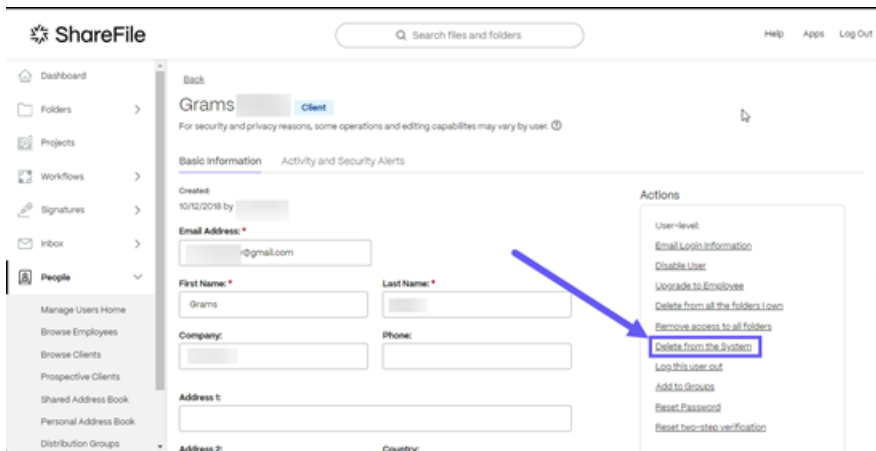 ShareFile
Search files and folders
Help Apps Log Out
Dashboard
Folders
Projects
Workflows
Signatures
Inbox
People
Manage Users Home
Browse Employees
Browse Clients
Prospective Clients
Shared Address Book
Personal Address Book
Distribution Groups
Back
Grams Client
For security and privacy reasons, some operations and editing capabilites may vary by user.
Basic Information Activity and Security Alerts
Created:
10/12/2018 by
Email Address: *
@gmail.com
First Name: * Last Name: *
Grams
Company: Phone:
Address 1:
Address 2: Country:
Actions
User-level:
Email Login Information
Disable User
Upgrade to Employee
Delete from all the folders I own
Remove access to all folders
Delete from the System
Log this user out
Add to Groups
Reset Password
Reset two-step verification